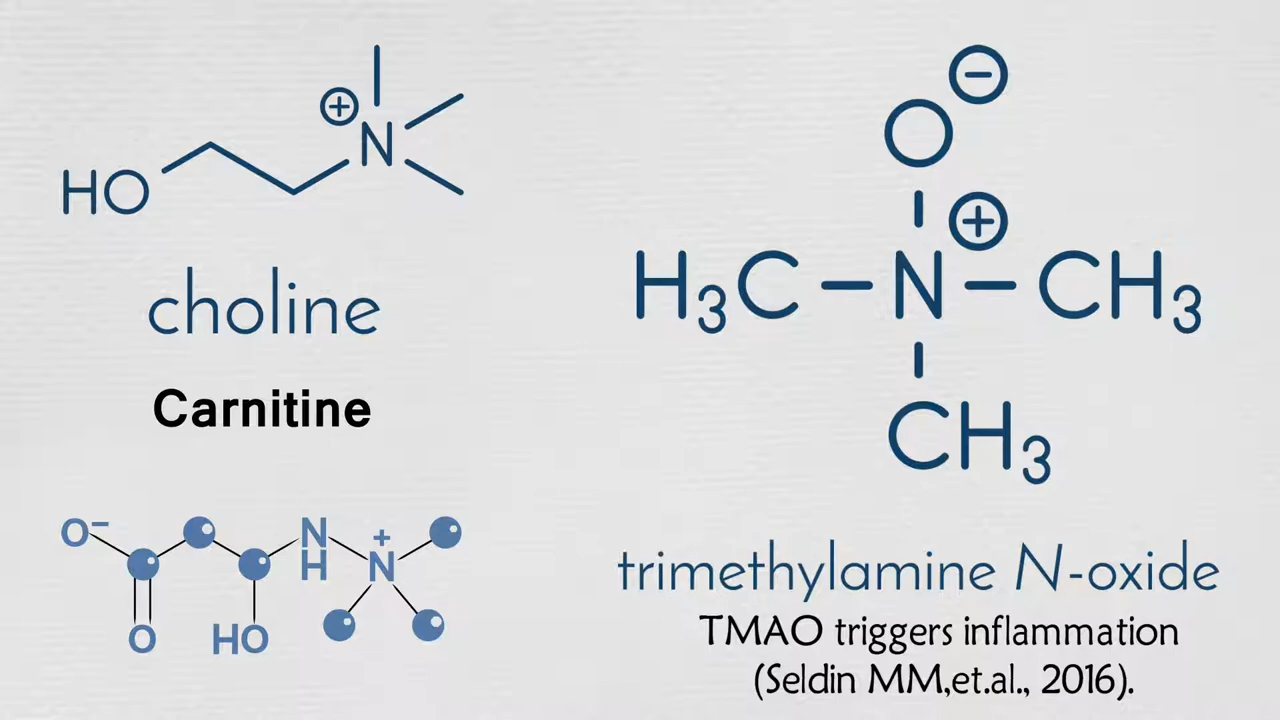 HO
N
⊕
choline
Carnitine
O⁻
N
H
N
+
O
HO
O
⊖
⊕
H₃C – N – CH₃
CH₃
trimethylamine N-oxide
TMAO triggers inflammation
(Seldin MM,et.al., 2016).